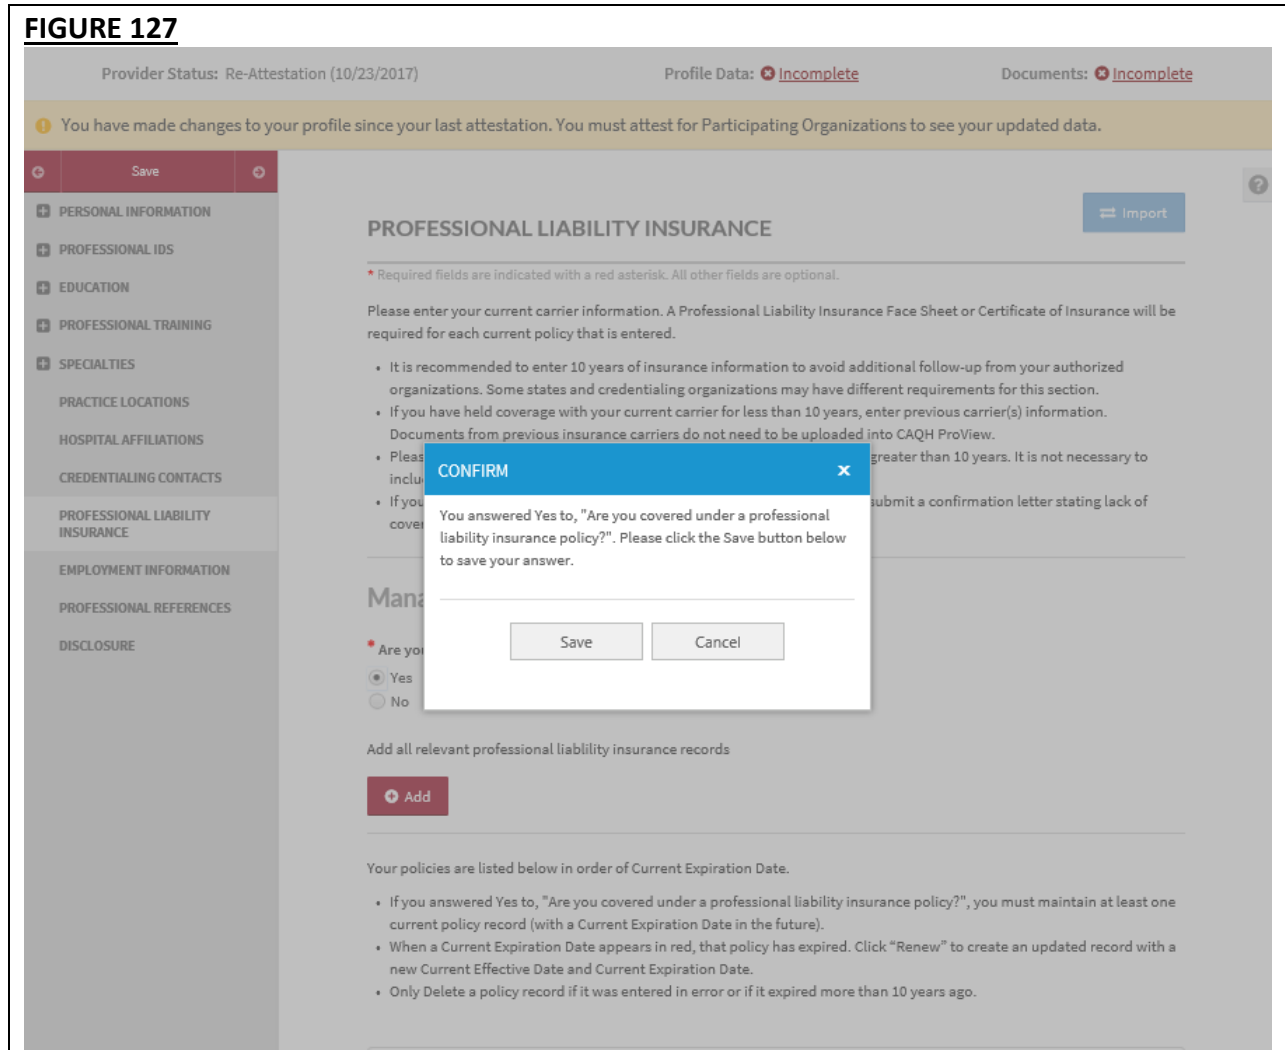 FIGURE 127
Provider Status: Re-Attestation (10/23/2017) Profile Data: Incomplete Documents: Incomplete
You have made changes to your profile since your last attestation. You must attest for Participating Organizations to see your updated data.
Save
PERSONAL INFORMATION
PROFESSIONAL IDS
EDUCATION
PROFESSIONAL TRAINING
SPECIALTIES
PRACTICE LOCATIONS
HOSPITAL AFFILIATIONS
CREDENTIALING CONTACTS
PROFESSIONAL LIABILITY
INSURANCE
EMPLOYMENT INFORMATION
PROFESSIONAL REFERENCES
DISCLOSURE
Import
PROFESSIONAL LIABILITY INSURANCE
* Required fields are indicated with a red asterisk. All other fields are optional.
Please enter your current carrier information. A Professional Liability Insurance Face Sheet or Certificate of Insurance will be
required for each current policy that is entered.
• It is recommended to enter 10 years of insurance information to avoid additional follow-up from your authorized
organizations. Some states and credentialing organizations may have different requirements for this section.
• If you have held coverage with your current carrier for less than 10 years, enter previous carrier(s) information.
Documents from previous insurance carriers do not need to be uploaded into CAQH ProView.
• Pleas greater than 10 years. It is not necessary to
inclu
• If you submit a confirmation letter stating lack of
cover
CONFIRM ×
You answered Yes to, "Are you covered under a professional
liability insurance policy?". Please click the Save button below
to save your answer.
Save Cancel
Mana
* Are you
Yes
No
Add all relevant professional liablility insurance records
Add
Your policies are listed below in order of Current Expiration Date.
• If you answered Yes to, "Are you covered under a professional liability insurance policy?", you must maintain at least one
current policy record (with a Current Expiration Date in the future).
• When a Current Expiration Date appears in red, that policy has expired. Click “Renew” to create an updated record with a
new Current Effective Date and Current Expiration Date.
• Only Delete a policy record if it was entered in error or if it expired more than 10 years ago.